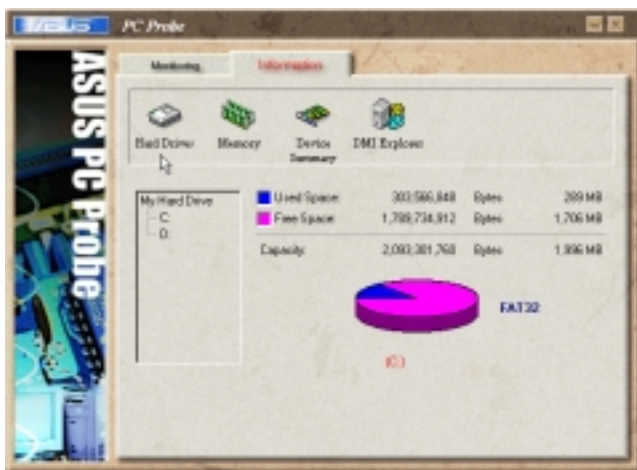 ASUS PC Probe
ASUS PC Probe
Monitoring Information
Hard Drives Memory Device Summary DMI Explorer
My Hard Drive
C:
D:
Used Space: 303,566,848 Bytes 289 MB
Free Space: 1,789,734,912 Bytes 1,706 MB
Capacity: 2,093,301,760 Bytes 1,996 MB
FAT32
(C:)